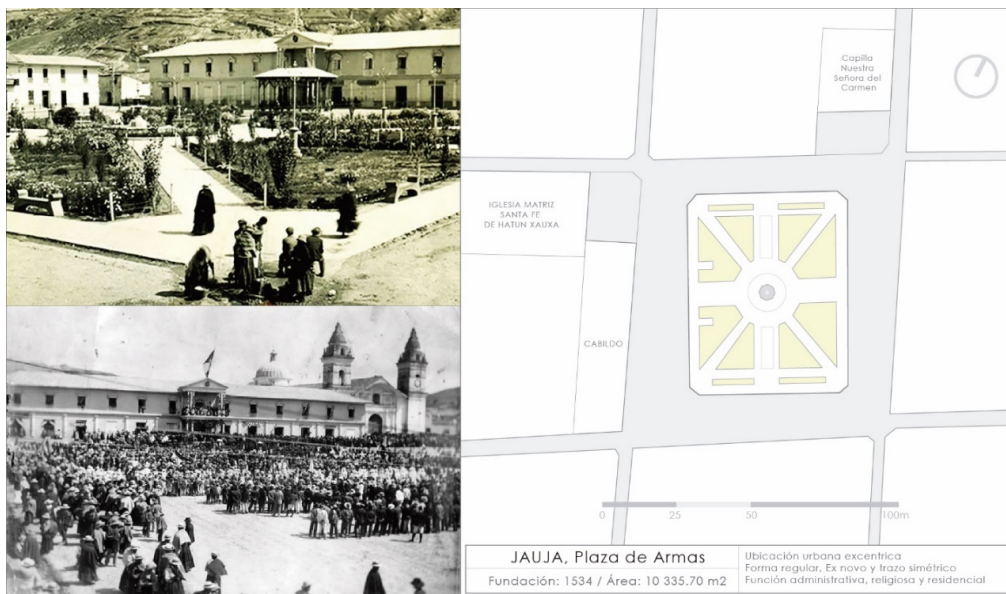 Capilla
Nuestra
Señora del
Carmen
IGLESIA MATRIZ
SANTA FE
DE HATUN XAUXA
CABILDO
0 25 50 100m
JAUJA, Plaza de Armas
Fundación: 1534 / Área: 10 335.70 m2
Ubicación urbana excentrica
Forma regular, Ex novo y trazo simétrico
Función administrativa, religiosa y residencial